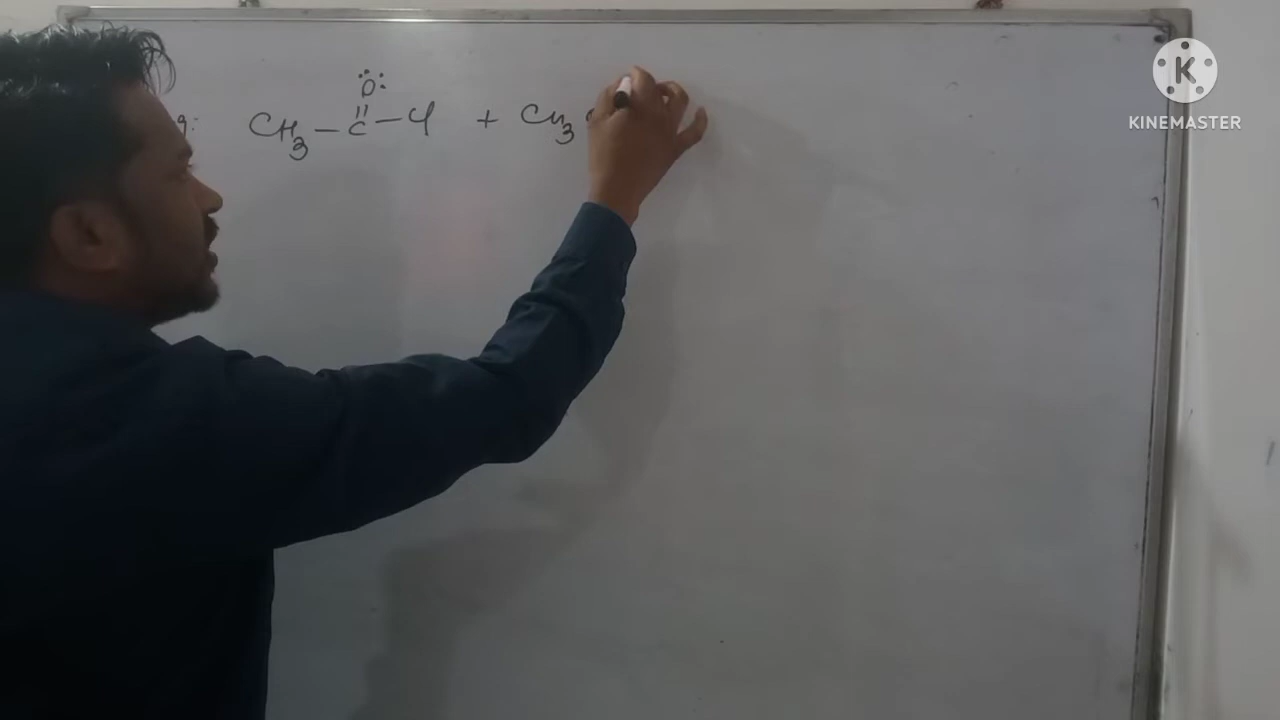 O
g: CH3 – C – Cl + CH3
KINEMASTER